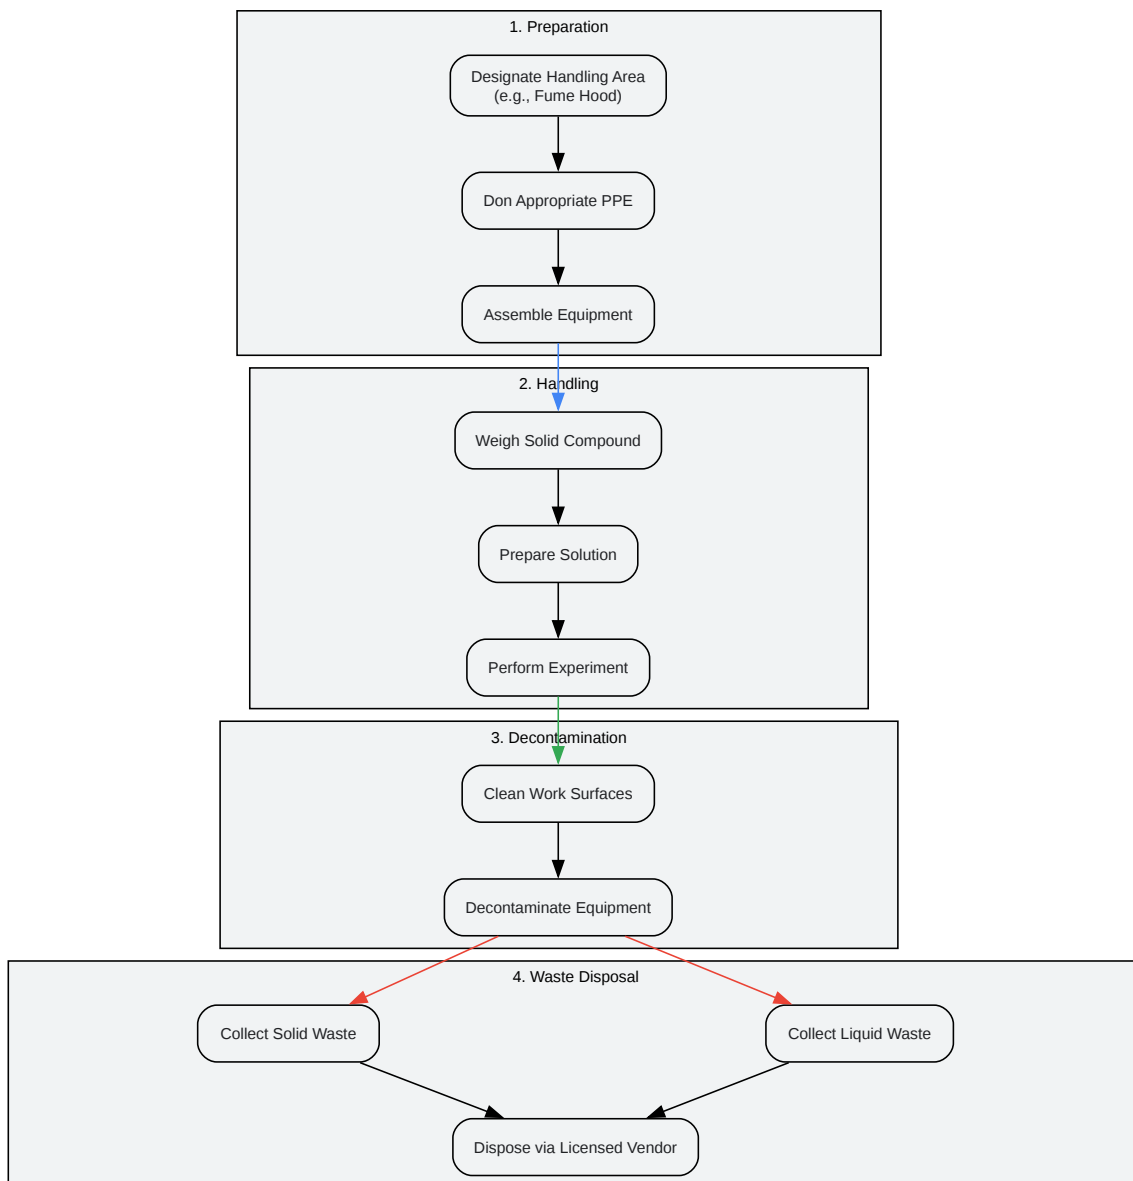 1. Preparation
Designate Handling Area
(e.g., Fume Hood)
Don Appropriate PPE
Assemble Equipment
2. Handling
Weigh Solid Compound
Prepare Solution
Perform Experiment
3. Decontamination
Clean Work Surfaces
Decontaminate Equipment
4. Waste Disposal
Collect Solid Waste
Collect Liquid Waste
Dispose via Licensed Vendor